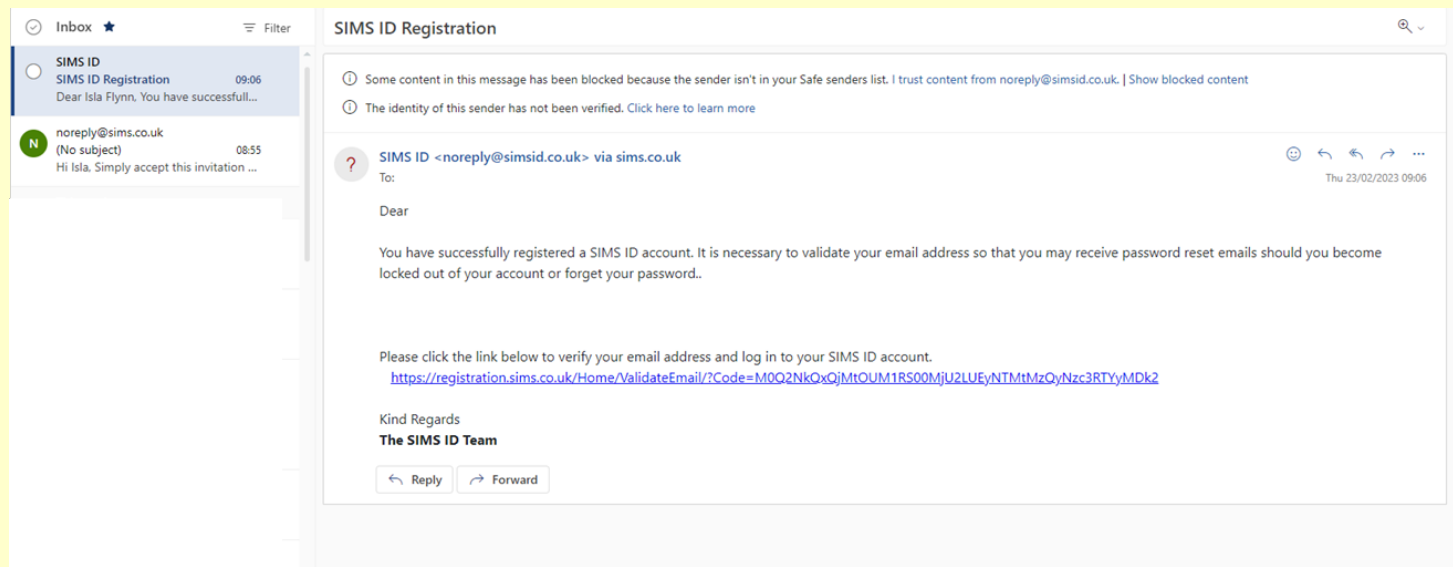 Inbox
Filter
SIMS ID
SIMS ID Registration 09:06
Dear Isla Flynn, You have successfull...
N
noreply@sims.co.uk
(No subject) 08:55
Hi Isla, Simply accept this invitation ...
SIMS ID Registration
Some content in this message has been blocked because the sender isn't in your Safe senders list. I trust content from noreply@simsid.co.uk. | Show blocked content
The identity of this sender has not been verified. Click here to learn more
?
SIMS ID <noreply@simsid.co.uk> via sims.co.uk
To:
Thu 23/02/2023 09:06
Dear
You have successfully registered a SIMS ID account. It is necessary to validate your email address so that you may receive password reset emails should you become
locked out of your account or forget your password..
Please click the link below to verify your email address and log in to your SIMS ID account.
https://registration.sims.co.uk/Home/ValidateEmail/?Code=M0Q2NkQxQjMtOUM1RS00MjU2LUEyNTMtMzQyNzc3RTYyMDk2
Kind Regards
The SIMS ID Team
Reply
Forward